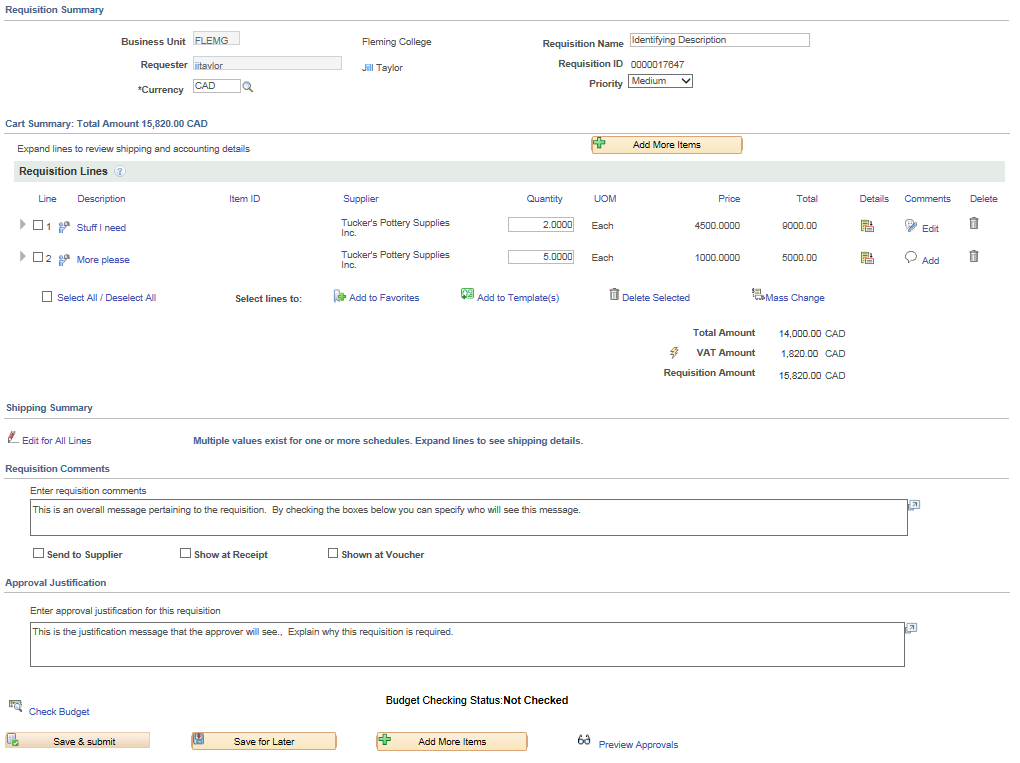 Requisition Summary
Business Unit FLEMG Fleming College Requisition Name Identifying Description
Requester jjtaylor Jill Taylor Requisition ID 0000017647
*Currency CAD Priority Medium
Cart Summary: Total Amount 15,820.00 CAD
Expand lines to review shipping and accounting details Add More Items
Requisition Lines ?
Line Description Item ID Supplier Quantity UOM Price Total Details Comments Delete
1 Stuff I need Tucker's Pottery Supplies Inc. 2.0000 Each 4500.0000 9000.00 Edit
2 More please Tucker's Pottery Supplies Inc. 5.0000 Each 1000.0000 5000.00 Add
Select All / Deselect All Select lines to: Add to Favorites Add to Template(s) Delete Selected Mass Change
Total Amount 14,000.00 CAD
VAT Amount 1,820.00 CAD
Requisition Amount 15,820.00 CAD
Shipping Summary
Edit for All Lines Multiple values exist for one or more schedules. Expand lines to see shipping details.
Requisition Comments
Enter requisition comments
This is an overall message pertaining to the requisition. By checking the boxes below you can specify who will see this message.
Send to Supplier Show at Receipt Shown at Voucher
Approval Justification
Enter approval justification for this requisition
This is the justification message that the approver will see., Explain why this requisition is required.
Check Budget Budget Checking Status:Not Checked
Save & submit Save for Later Add More Items Preview Approvals